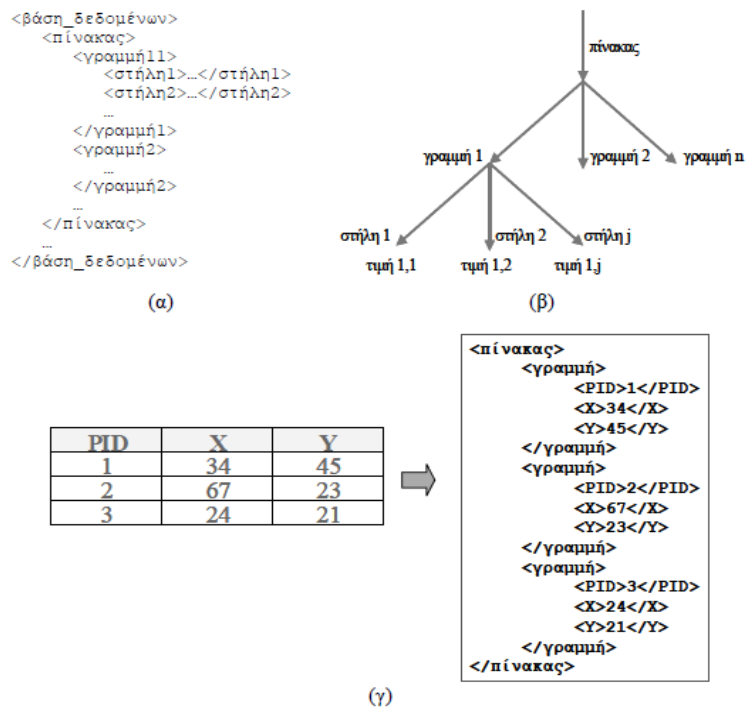 <βάση_δεδομένων>
<πίνακας>
<γραμμή11>
<στήλη1>…</στήλη1>
<στήλη2>…</στήλη2>
…
</γραμμή1>
<γραμμή2>
…
</γραμμή2>
…
</πίνακας>
…
</βάση_δεδομένων>
(α)
πίνακας
γραμμή 1 γραμμή 2 γραμμή n
στήλη 1 στήλη 2 στήλη j
τιμή 1,1 τιμή 1,2 τιμή 1,j
(β)
PID X Y
1 34 45
2 67 23
3 24 21
<πίνακας>
<γραμμή>
<PID>1</PID>
<X>34</X>
<Y>45</Y>
</γραμμή>
<γραμμή>
<PID>2</PID>
<X>67</X>
<Y>23</Y>
</γραμμή>
<γραμμή>
<PID>3</PID>
<X>24</X>
<Y>21</Y>
</γραμμή>
</πίνακας>
(γ)